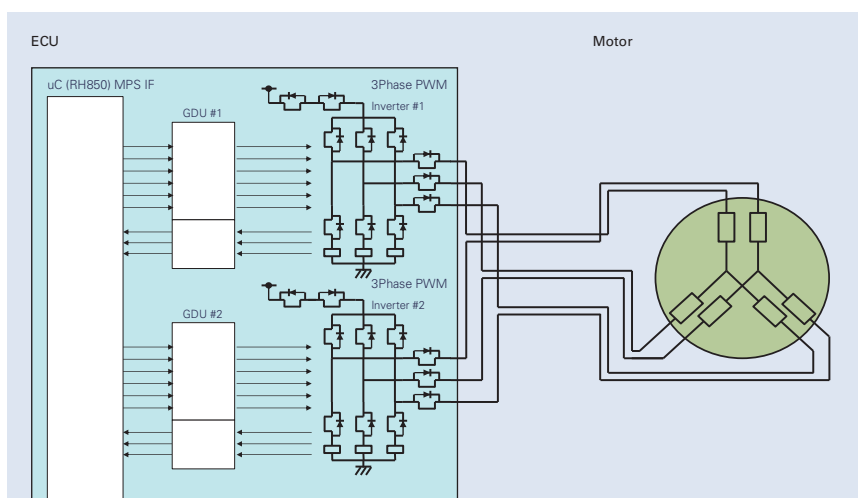 ECU
Motor
uC (RH850) MPS IF
3Phase PWM
Inverter #1
GDU #1
3Phase PWM
Inverter #2
GDU #2